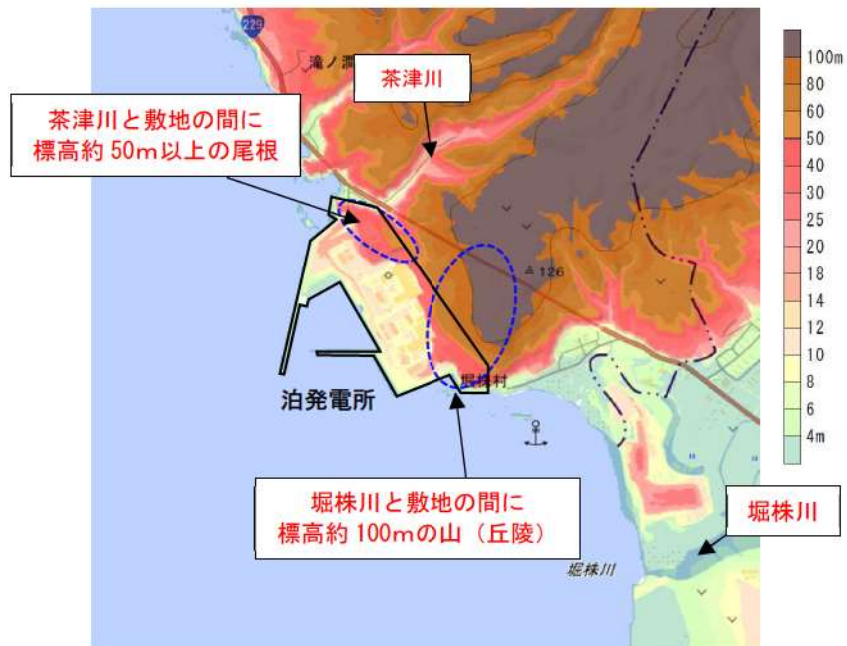 229
滝ノ澗
茶津川
茶津川と敷地の間に
標高約 50m以上の尾根
126
堀株村
泊発電所
堀株川と敷地の間に
標高約 100mの山（丘陵）
堀株川
堀株川
100m
80
60
50
40
30
25
20
18
14
12
10
8
6
4m